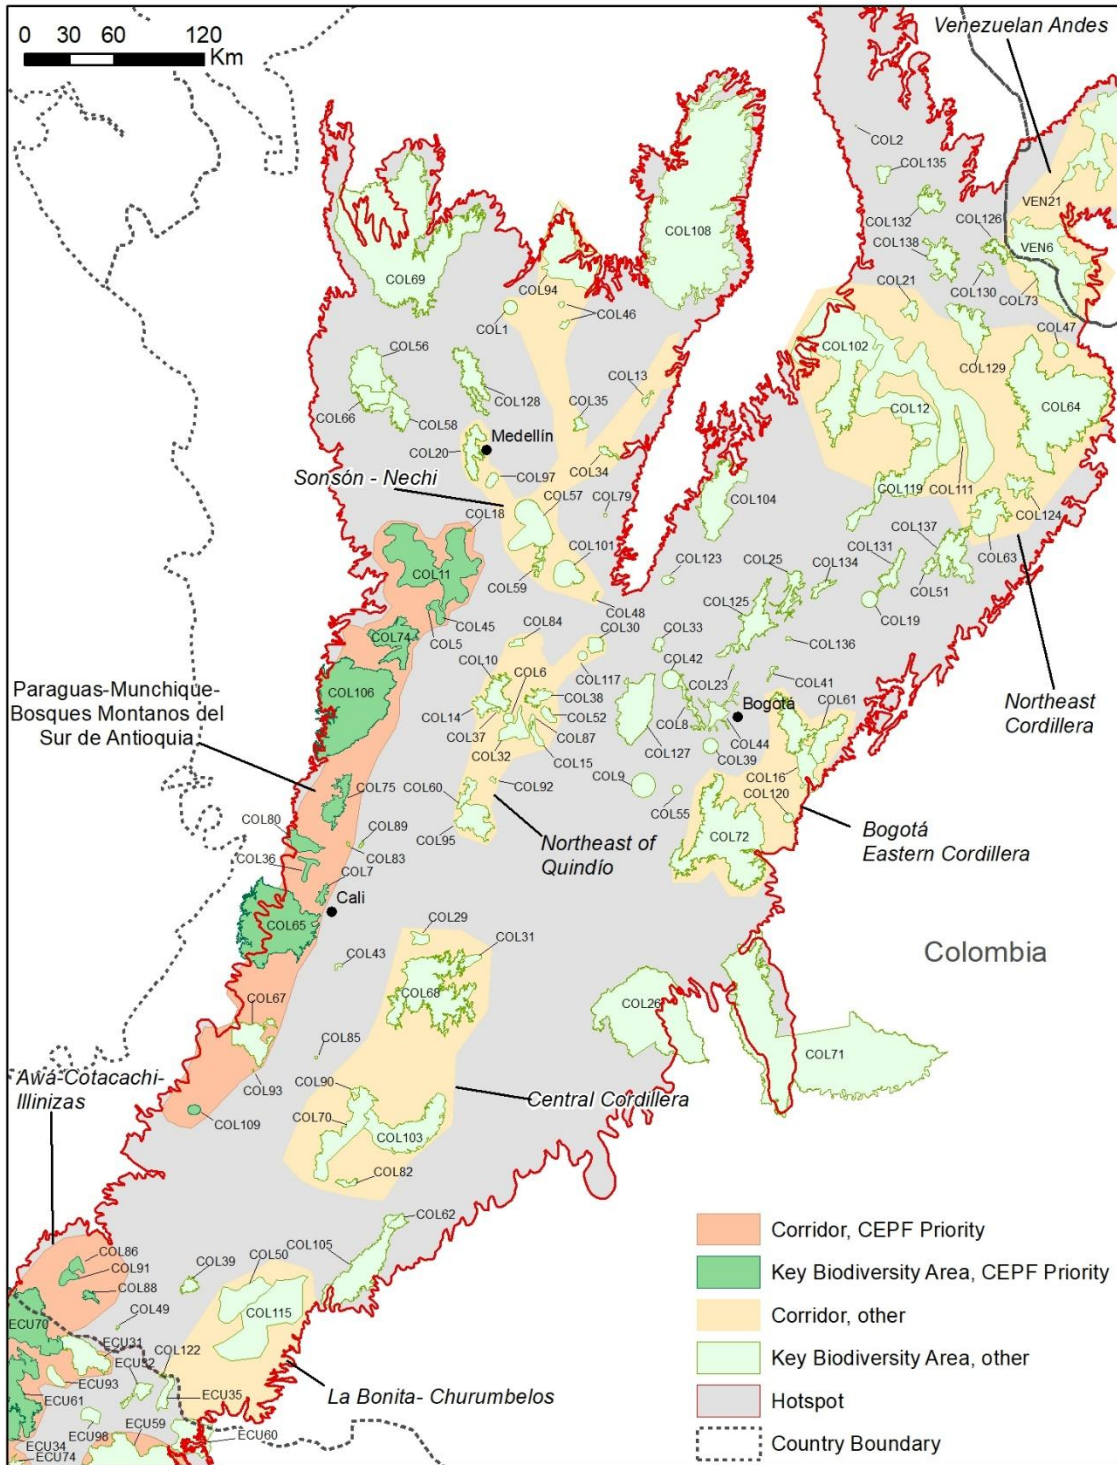 0 30 60 120
Km
Venezuelan Andes
COL2
COL135
COL108
VEN21
COL132
COL126
COL138
VEN6
COL69
COL94
COL21
COL130
COL73
COL46
COL1
COL47
COL56
COL102
COL129
COL13
COL128
COL35
COL12
COL64
COL66
COL58
Medellín
COL20
COL34
COL97
Sonsón - Nechi
COL57
COL79
COL104
COL119
COL111
COL18
COL124
COL137
COL101
COL123
COL25
COL131
COL63
COL11
COL134
COL59
COL51
COL48
COL125
COL19
COL84
COL30
COL33
COL45
COL5
COL136
COL74
COL10
COL6
COL42
COL117
COL23
COL41
COL106
COL38
COL61
Paraguas-Munchique-
Bosques Montanos del
Sur de Antioquia
Bogotá
COL14
COL52
COL8
Northeast
Cordillera
COL37
COL87
COL44
COL32
COL127
COL39
COL15
COL16
COL9
COL75
COL60
COL92
COL55
COL120
COL80
COL89
COL95
Northeast of
Quindío
COL72
Bogotá
Eastern Cordillera
COL36
COL83
COL7
Cali
COL65
COL29
COL31
COL43
Colombia
COL67
COL68
COL26
COL85
COL71
Awá-Cotacachi-
Illinizas
COL93
COL90
Central Cordillera
COL109
COL70
COL103
COL82
COL62
COL105
COL86
COL50
COL91
COL39
COL88
COL49
COL115
ECU70
ECU31
COL122
ECU32
ECU93
ECU35
ECU61
La Bonita- Churumbelos
ECU59
ECU34
ECU98
ECU60
ECU74
Corridor, CEPF Priority
Key Biodiversity Area, CEPF Priority
Corridor, other
Key Biodiversity Area, other
Hotspot
Country Boundary